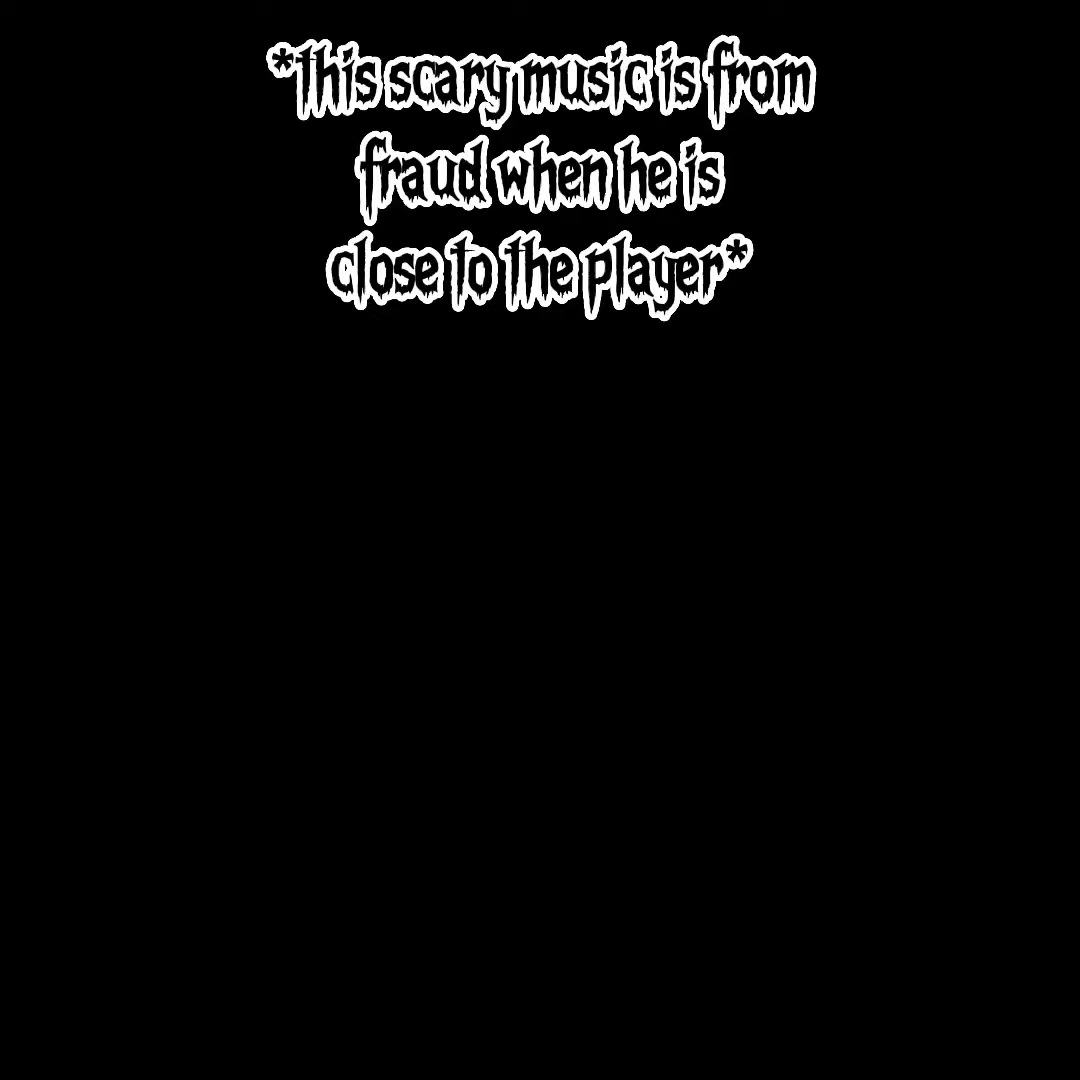 *this scary music is from
fraud when he is
close to the player*